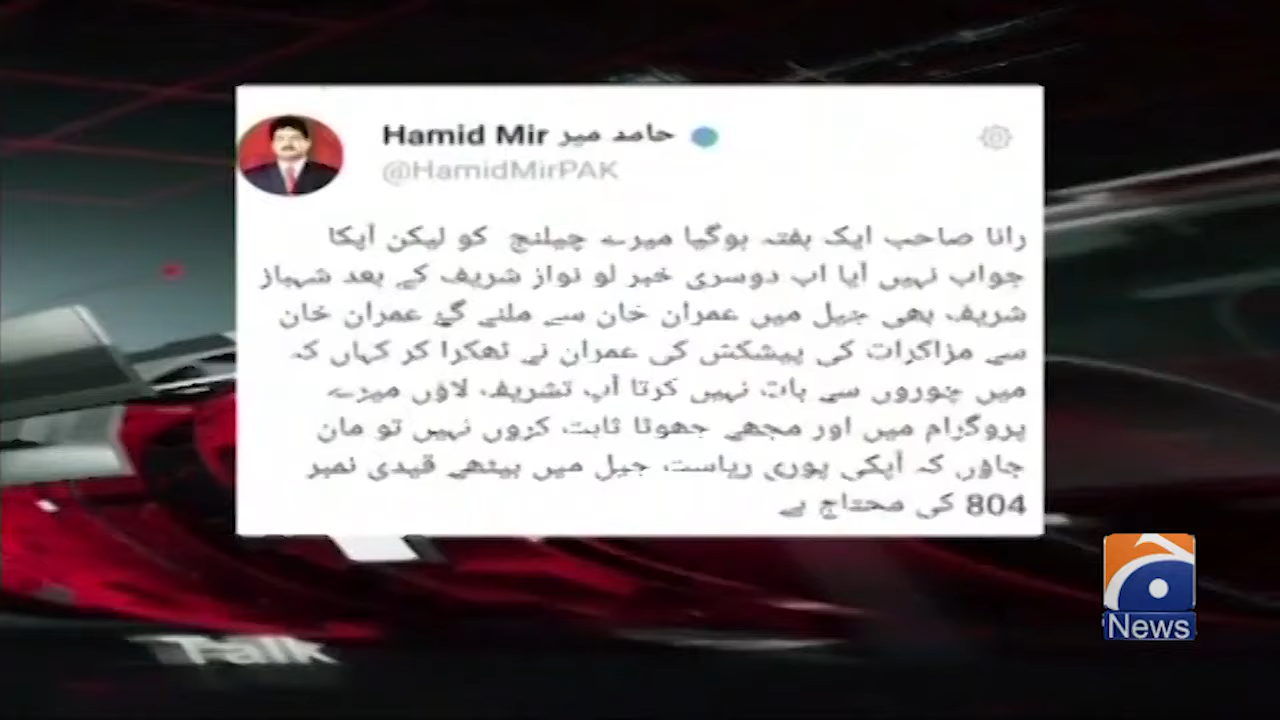 Hamid Mir حامد میر
@HamidMirPAK
رانا صاحب ایک ہفتہ ہوگیا میرے چیلنج کو لیکن آپکا
جواب نہیں آیا اب دوسری خبر لو نواز شریف کے بعد شہباز
شریف بھی جیل میں عمران خان سے ملنے گۓ عمران خان
سے مزاکرات کی پیشکش کی عمران نے ٹھکرا کر کہاں کہ
میں چوروں سے بات نہیں کرتا آپ تشریف لاؤں میرے
پروگرام میں اور مجھے جھوٹا ثابت کروں نہیں تو مان
جاؤں کہ آپکی پوری ریاست جیل میں بیٹھے قیدی نمبر
804 کی محتاج ہے
Talk
News